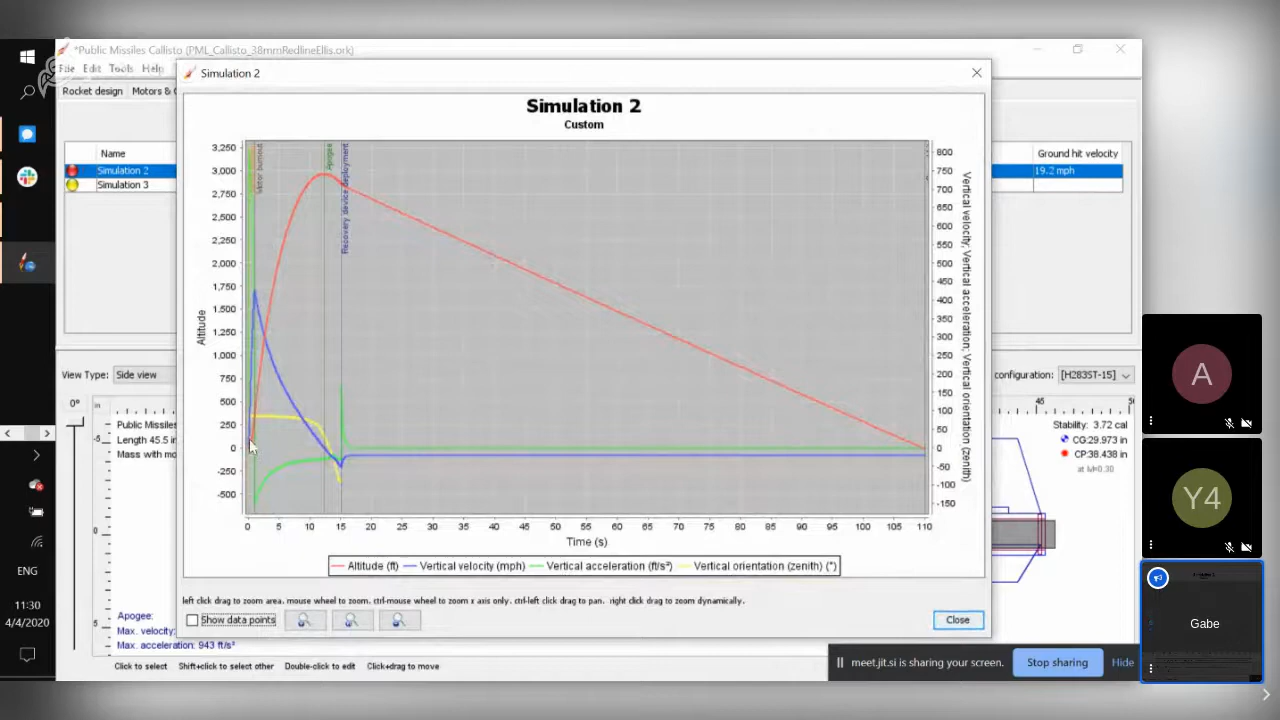 *Public Missiles Callisto (PML_Callisto_38mmRedlineEllis.ork)
File Edit Tools Help
Rocket design Motors & C
Simulation 2
Simulation 2
Custom
Name
Simulation 2
Simulation 3
Ground hit velocity
19.2 mph
3,250
3,000
2,750
2,500
2,250
2,000
1,750
1,500
1,250
1,000
750
500
250
0
-250
-500
Altitude
Motor burnout
Apogee
Recovery device deployment
800
750
700
650
600
550
500
450
400
350
300
250
200
150
100
50
0
-50
-100
-150
Vertical velocity; Vertical acceleration; Vertical orientation (zenith)
0 5 10 15 20 25 30 35 40 45 50 55 60 65 70 75 80 85 90 95 100 105 110
Time (s)
Altitude (ft) Vertical velocity (mph) Vertical acceleration (ft/s²) Vertical orientation (zenith) (°)
left click drag to zoom area. mouse wheel to zoom. ctrl-mouse wheel to zoom x axis only. ctrl-left click drag to pan. right click drag to zoom dynamically.
Show data points
Close
View Type: Side view
0°
in
Public Missiles
Length 45.5 in
Mass with mo
-5
0
5
Apogee:
Max. velocity:
Max. acceleration: 943 ft/s²
configuration: [H283ST-15]
45
Stability: 3.72 cal
CG:29.973 in
CP:38.438 in
at M=0.30
Click to select Shift+click to select other Double-click to edit Click+drag to move
meet.jit.si is sharing your screen. Stop sharing Hide
ENG
11:30
4/4/2020
A
Y4
Gabe